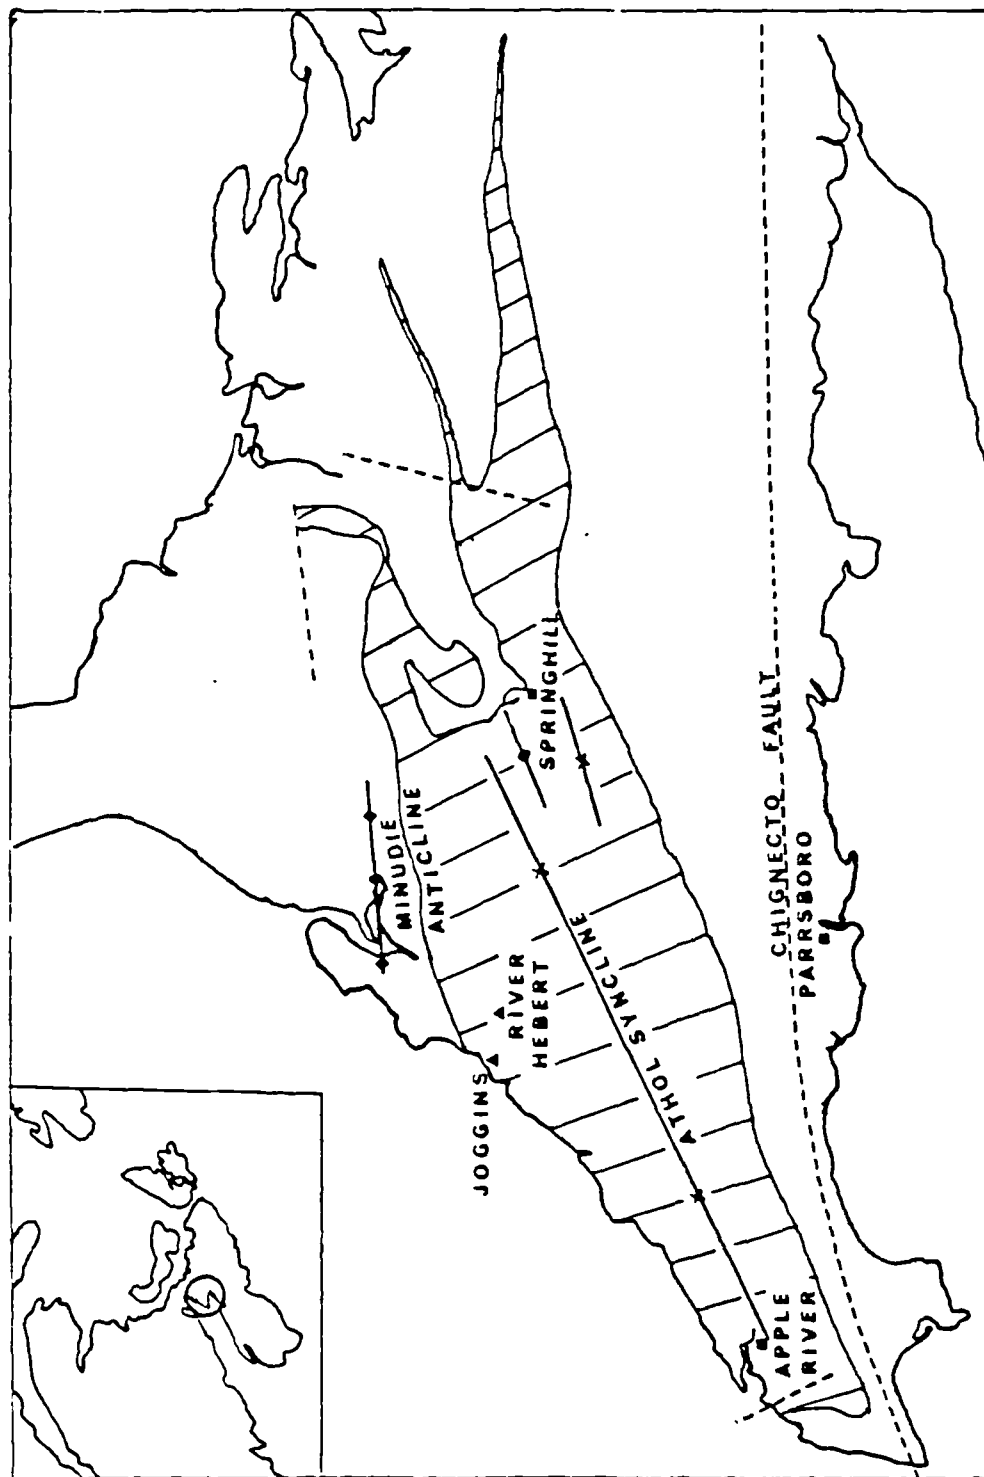 MINUDIE
ANTICLINE
SPRINGHILL
RIVER
HEBERT
JOGGINS
ATHOL SYNCLINE
CHIGNECTO FAULT
PARRSBORO
APPLE
RIVER